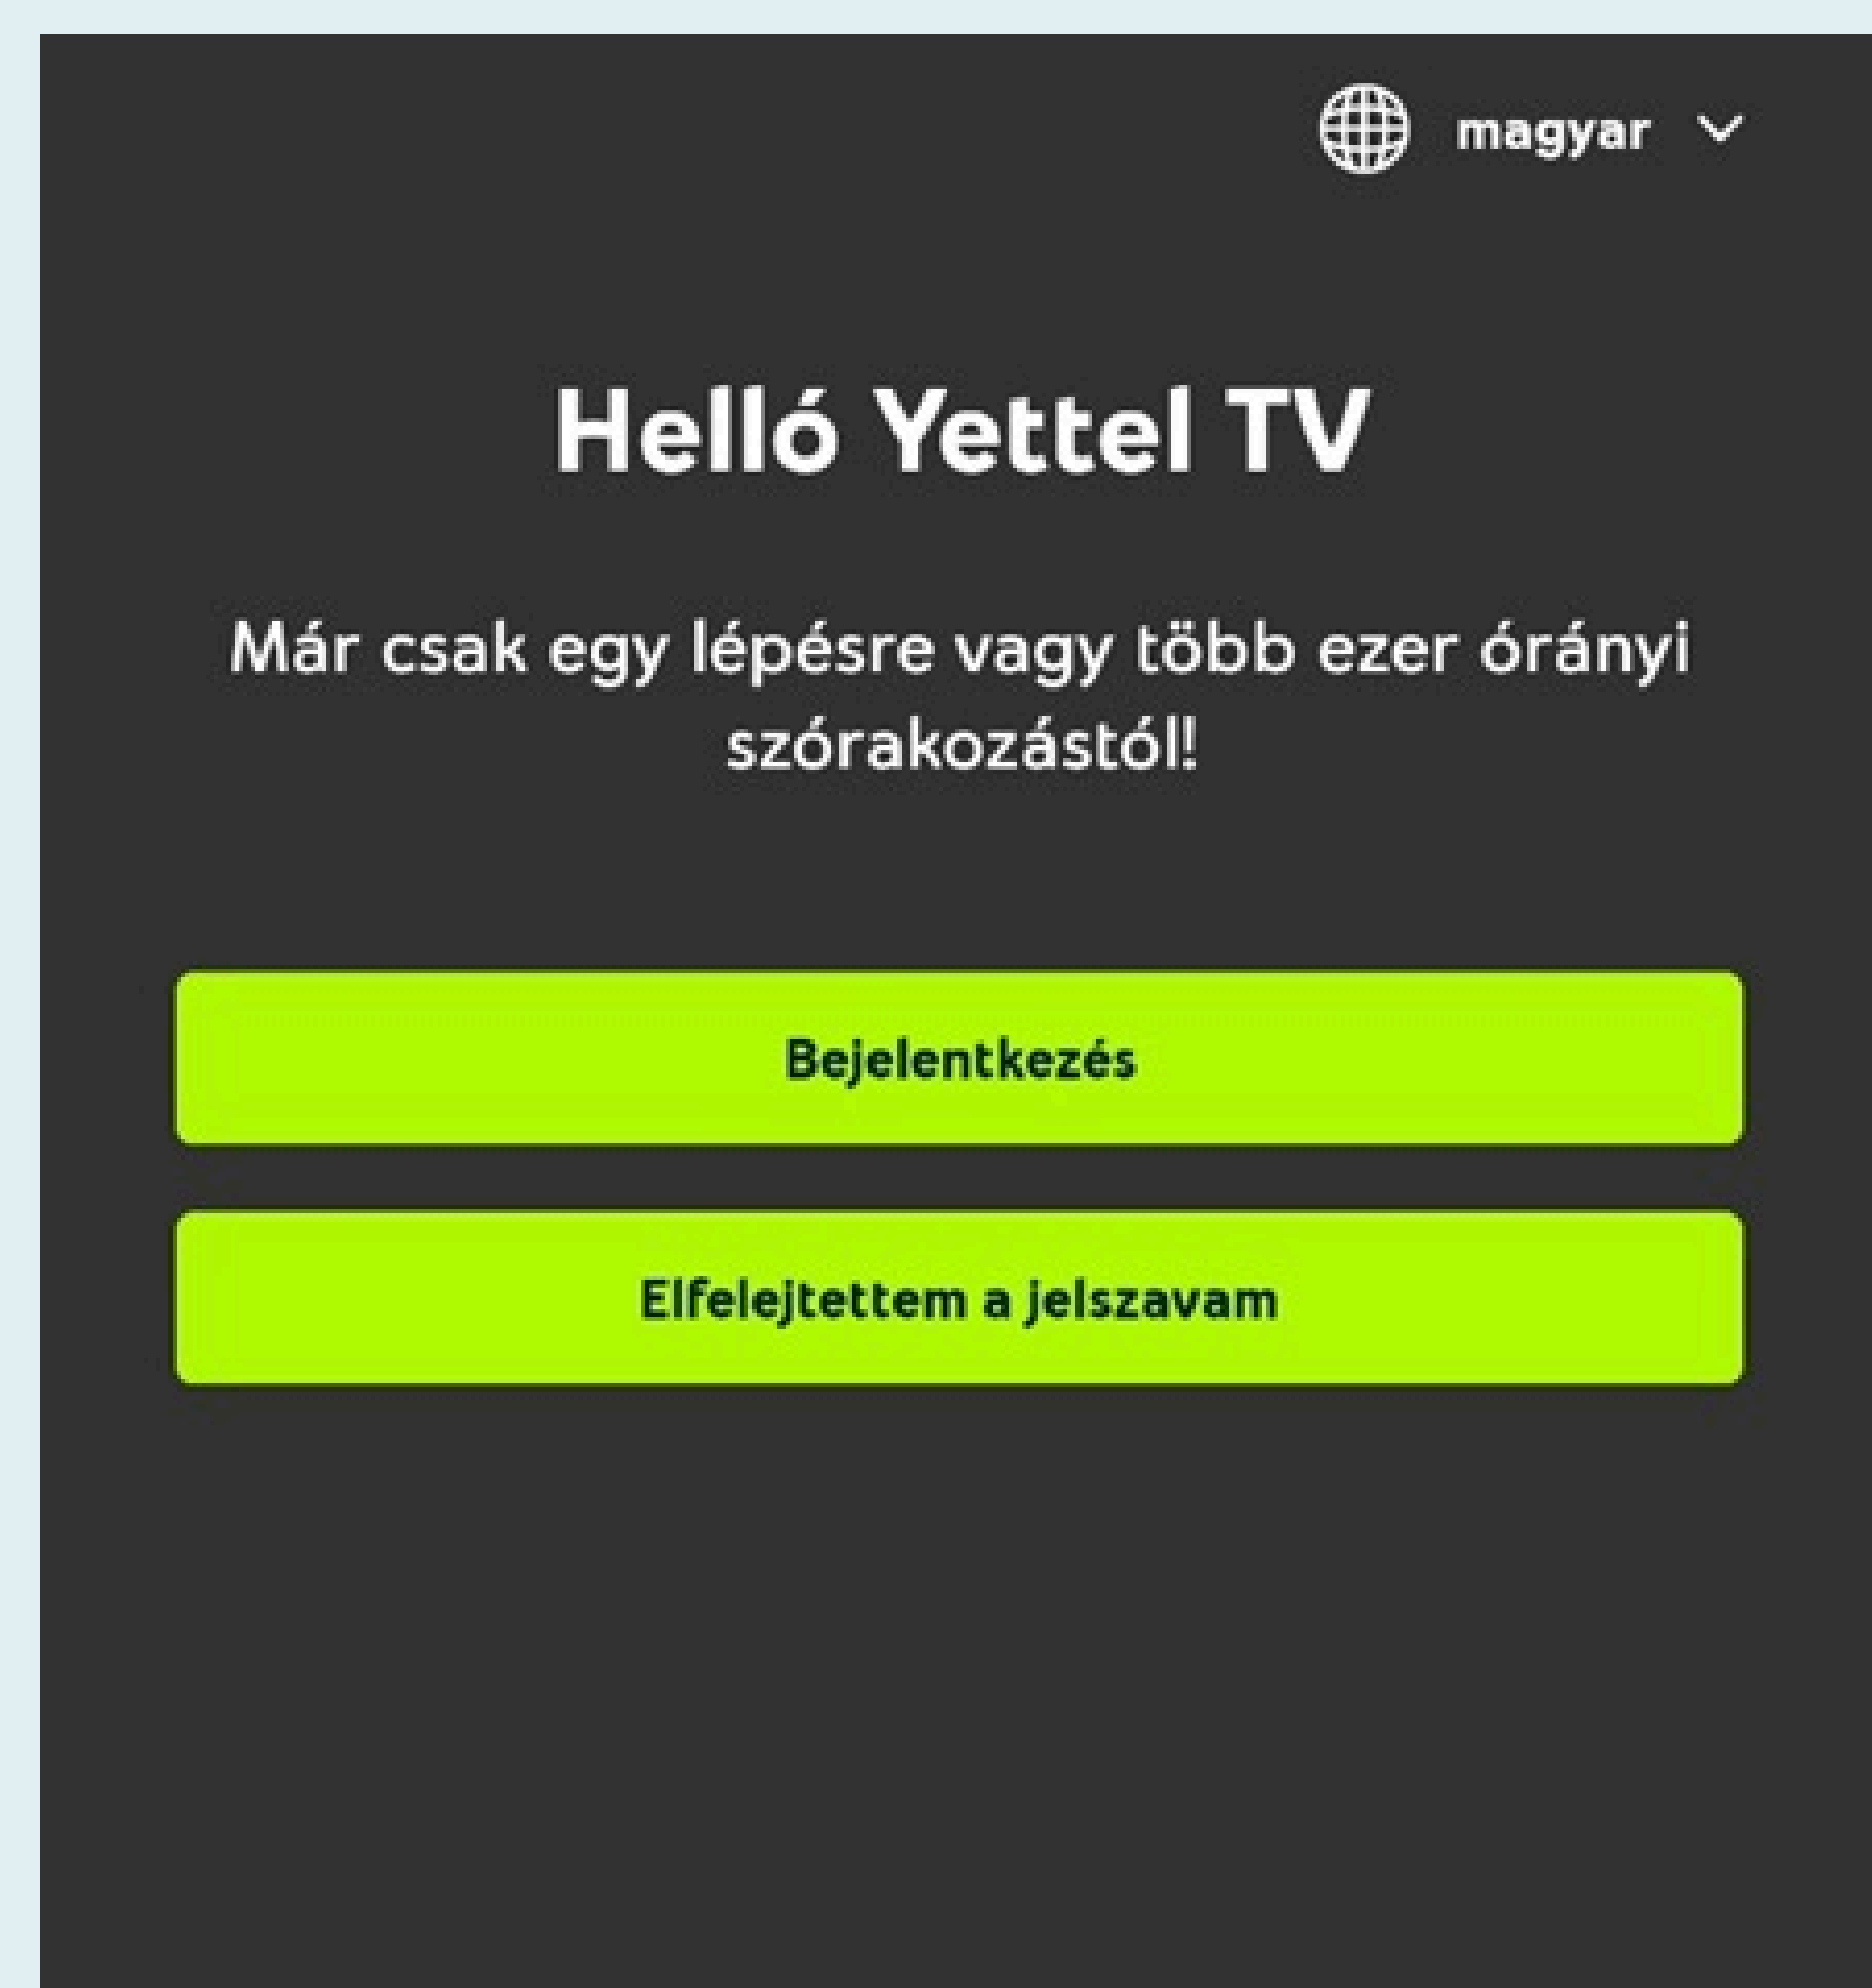 magyar
Helló Yettel TV
Már csak egy lépésre vagy több ezer órányi
szórakozástól!
Bejelentkezés
Elfelejtettem a jelszavam